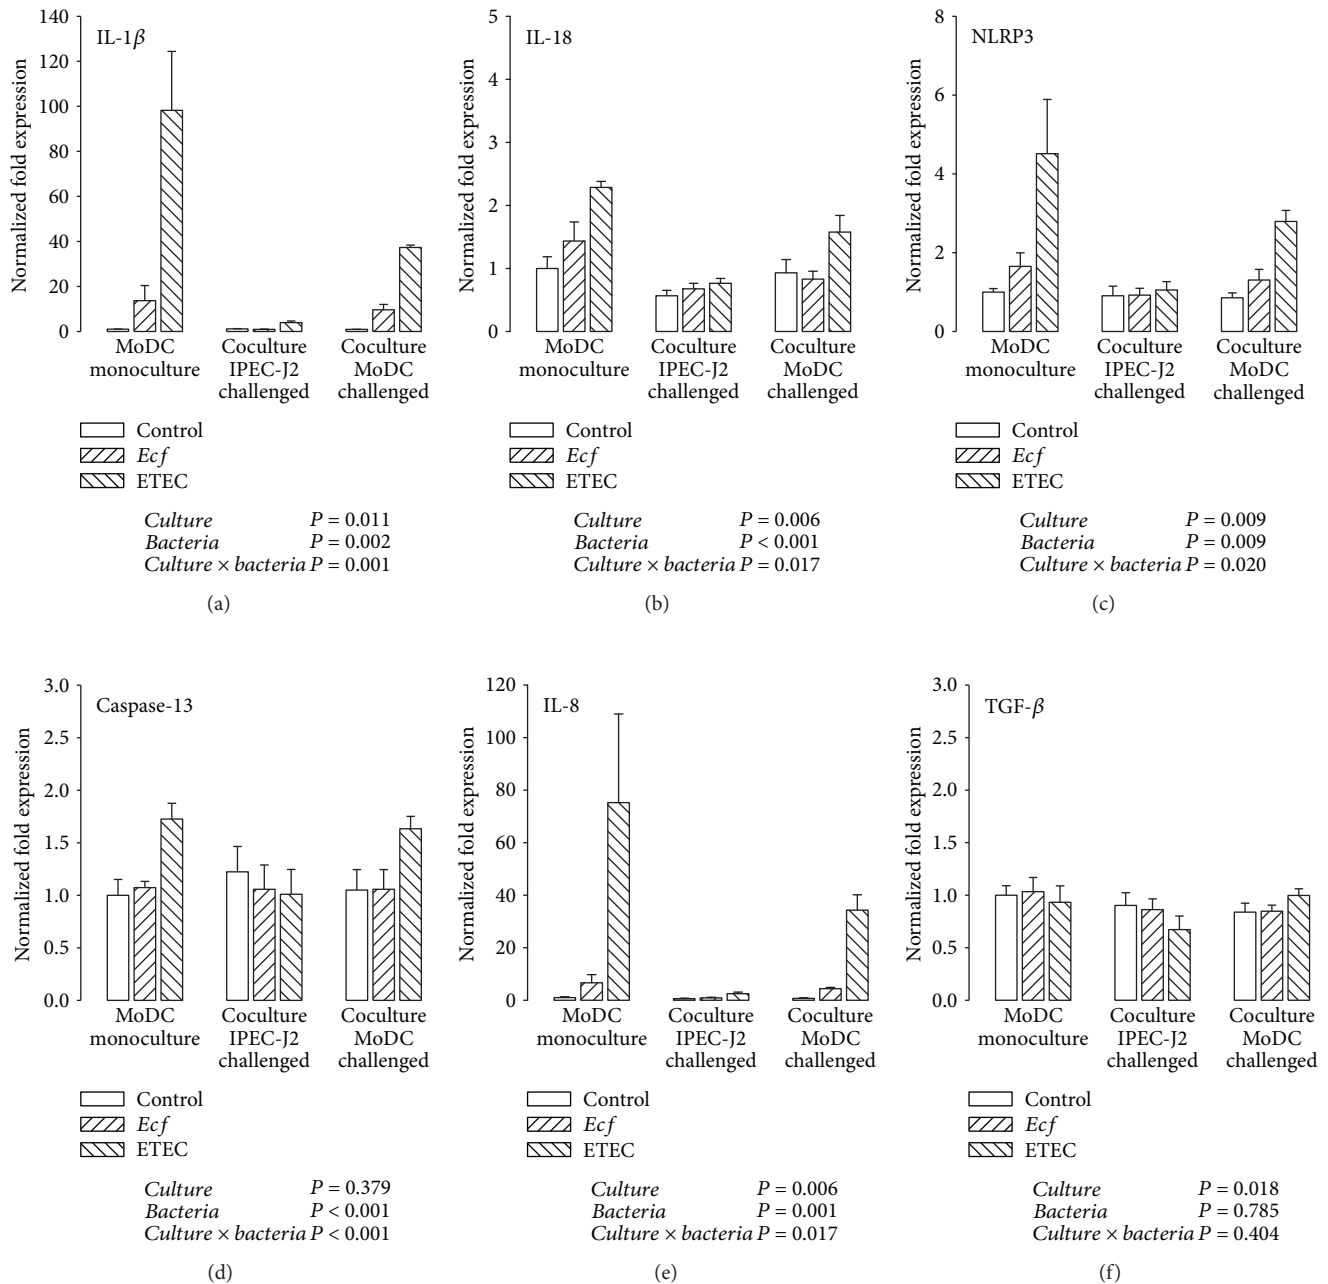 IL-1β
Normalized fold expression
140
120
100
80
60
40
20
0
MoDC
monoculture
Coculture
IPEC-J2
challenged
Coculture
MoDC
challenged
Control
Ecf
ETEC
Culture P = 0.011
Bacteria P = 0.002
Culture × bacteria P = 0.001
(a)
IL-18
Normalized fold expression
5
4
3
2
1
0
MoDC
monoculture
Coculture
IPEC-J2
challenged
Coculture
MoDC
challenged
Control
Ecf
ETEC
Culture P = 0.006
Bacteria P < 0.001
Culture × bacteria P = 0.017
(b)
NLRP3
Normalized fold expression
8
6
4
2
0
MoDC
monoculture
Coculture
IPEC-J2
challenged
Coculture
MoDC
challenged
Control
Ecf
ETEC
Culture P = 0.009
Bacteria P = 0.009
Culture × bacteria P = 0.020
(c)
Caspase-13
Normalized fold expression
3.0
2.5
2.0
1.5
1.0
0.5
0.0
MoDC
monoculture
Coculture
IPEC-J2
challenged
Coculture
MoDC
challenged
Control
Ecf
ETEC
Culture P = 0.379
Bacteria P < 0.001
Culture × bacteria P < 0.001
(d)
IL-8
Normalized fold expression
120
100
80
60
40
20
0
MoDC
monoculture
Coculture
IPEC-J2
challenged
Coculture
MoDC
challenged
Control
Ecf
ETEC
Culture P = 0.006
Bacteria P = 0.001
Culture × bacteria P = 0.017
(e)
TGF-β
Normalized fold expression
3.0
2.5
2.0
1.5
1.0
0.5
0.0
MoDC
monoculture
Coculture
IPEC-J2
challenged
Coculture
MoDC
challenged
Control
Ecf
ETEC
Culture P = 0.018
Bacteria P = 0.785
Culture × bacteria P = 0.404
(f)